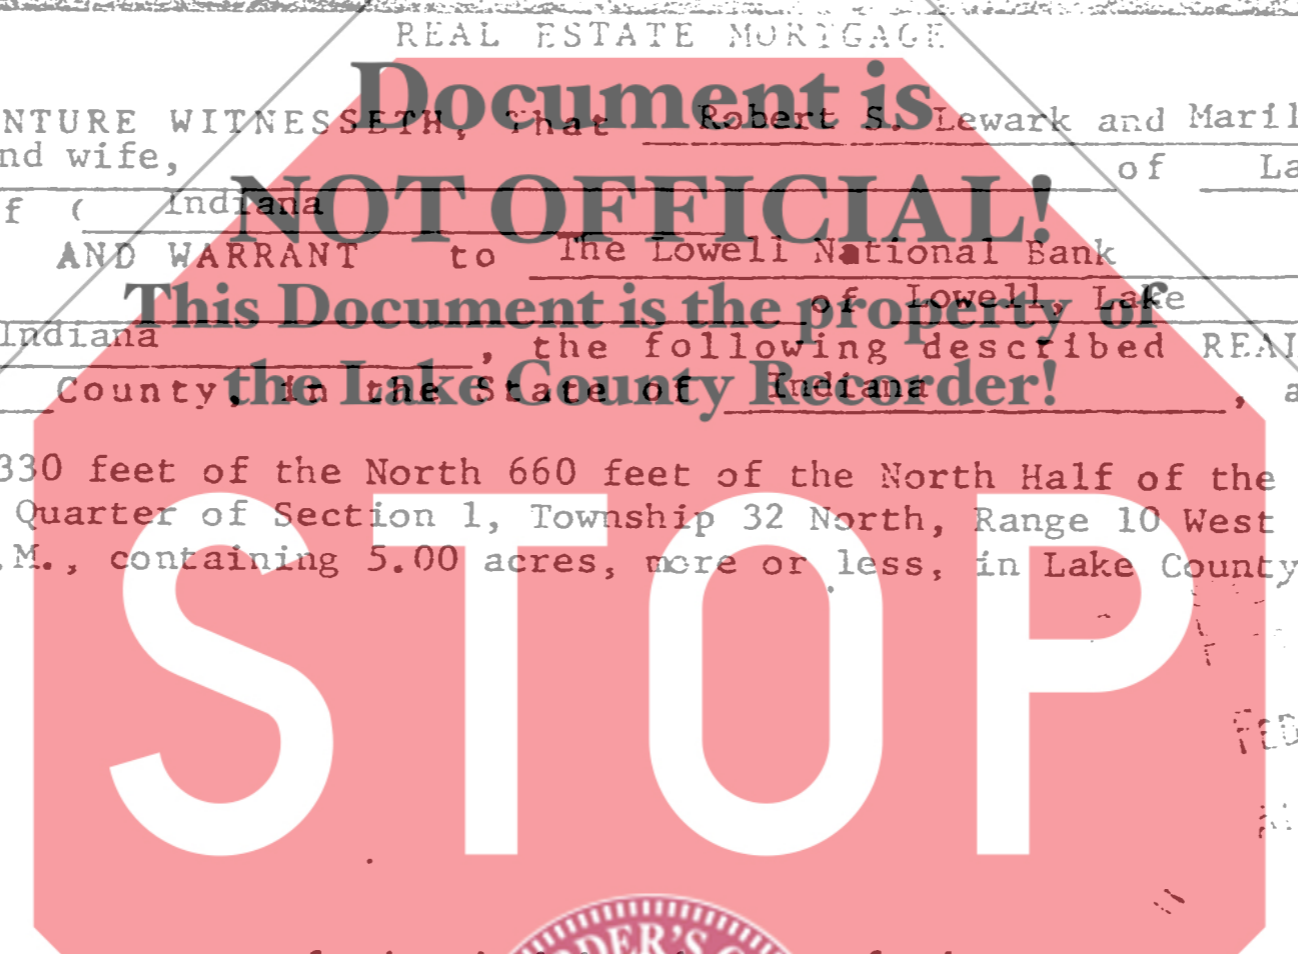 REAL ESTATE MORTGAGE
Document is
NTURE WITNESSETH, That Robert S. Lewark and Maril
nd wife, of La
NOT OFFICIAL!
f ( Indiana
AND WARRANT to The Lowell National Bank
This Document is the property of
of Lowell, Lake
Indiana , the following described REAL
the Lake County Recorder!
County, in the State of Indiana , a
330 feet of the North 660 feet of the North Half of the
Quarter of Section 1, Township 32 North, Range 10 West
.M., containing 5.00 acres, more or less, in Lake County
STOP
DER'S